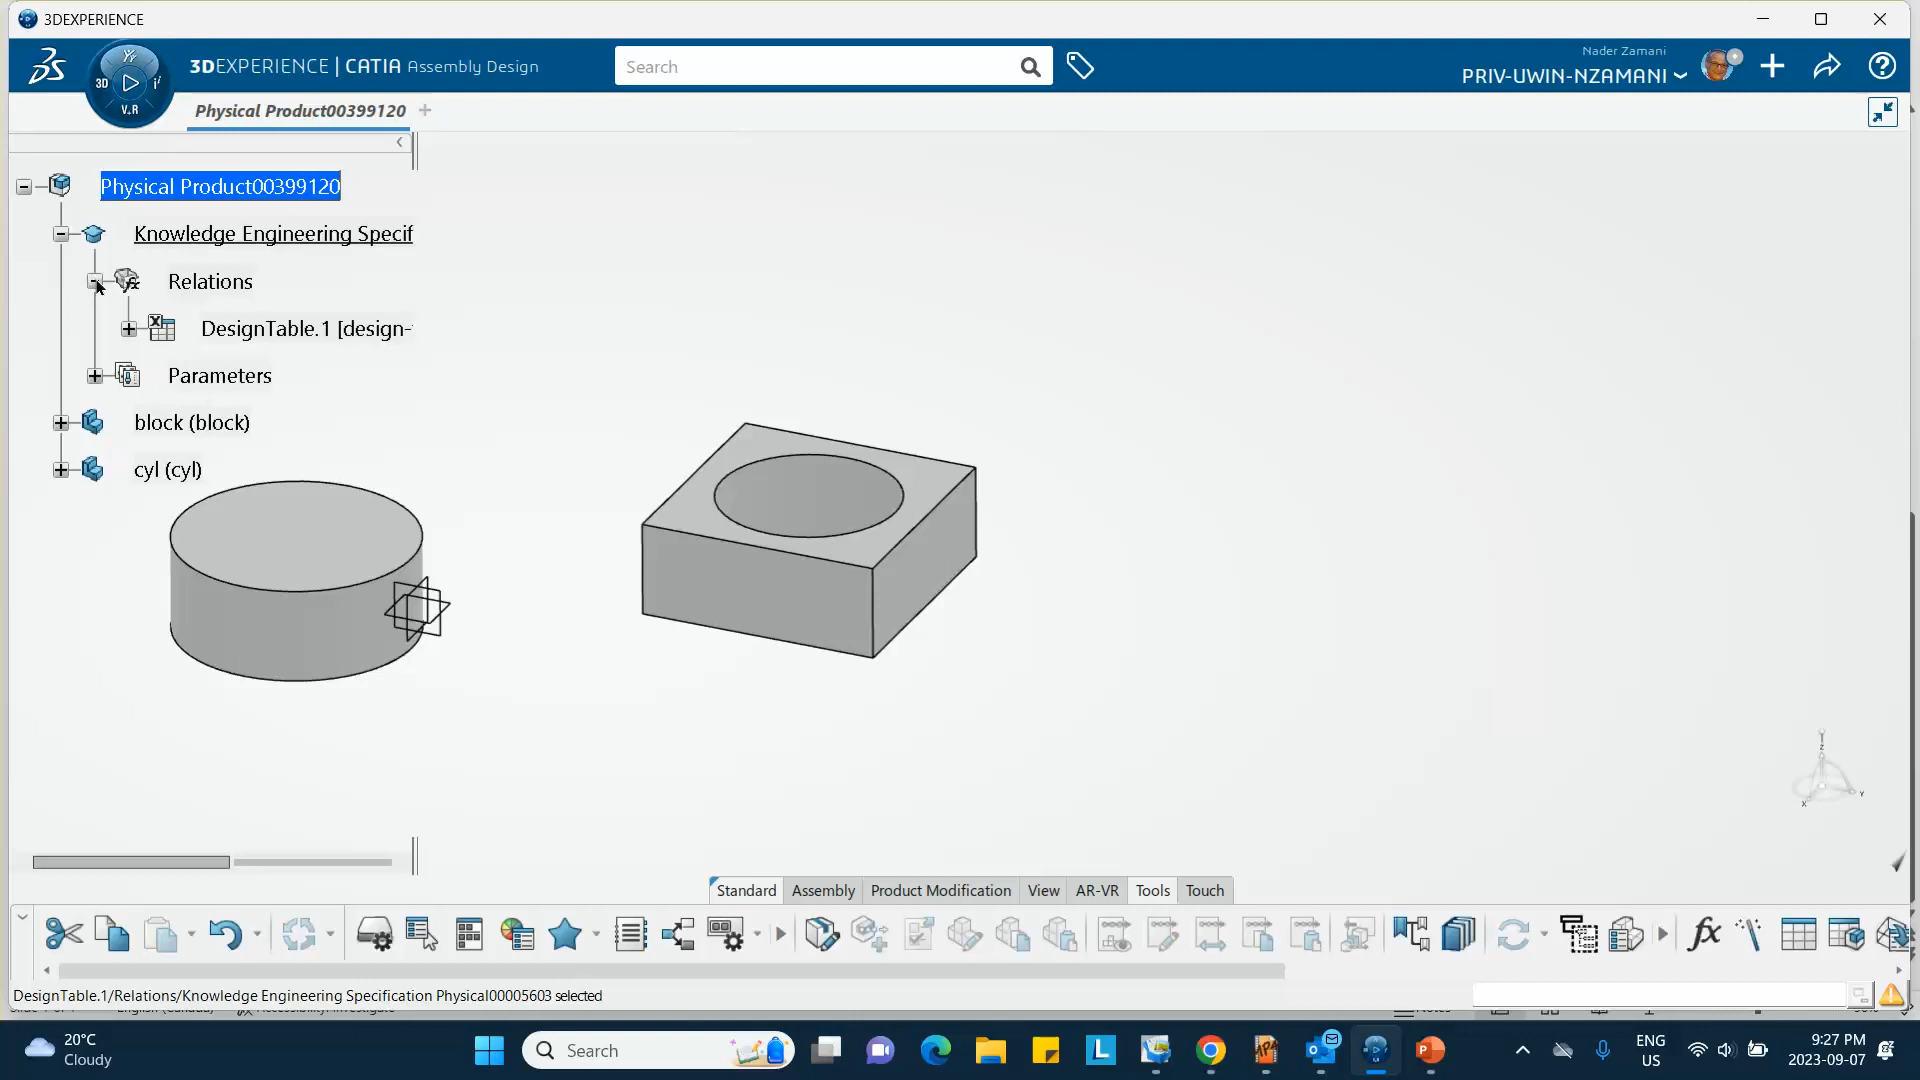 3DEXPERIENCE
3DEXPERIENCE | CATIA Assembly Design
Search
Nader Zamani
PRIV-UWIN-NZAMANI
3D
V.R
Physical Product00399120
Physical Product00399120
Knowledge Engineering Specif
Relations
DesignTable.1 [design-
Parameters
block (block)
cyl (cyl)
z
x
y
Standard
Assembly
Product Modification
View
AR-VR
Tools
Touch
fx
DesignTable.1/Relations/Knowledge Engineering Specification Physical00005603 selected
20°C
Cloudy
Search
ENG
US
9:27 PM
2023-09-07